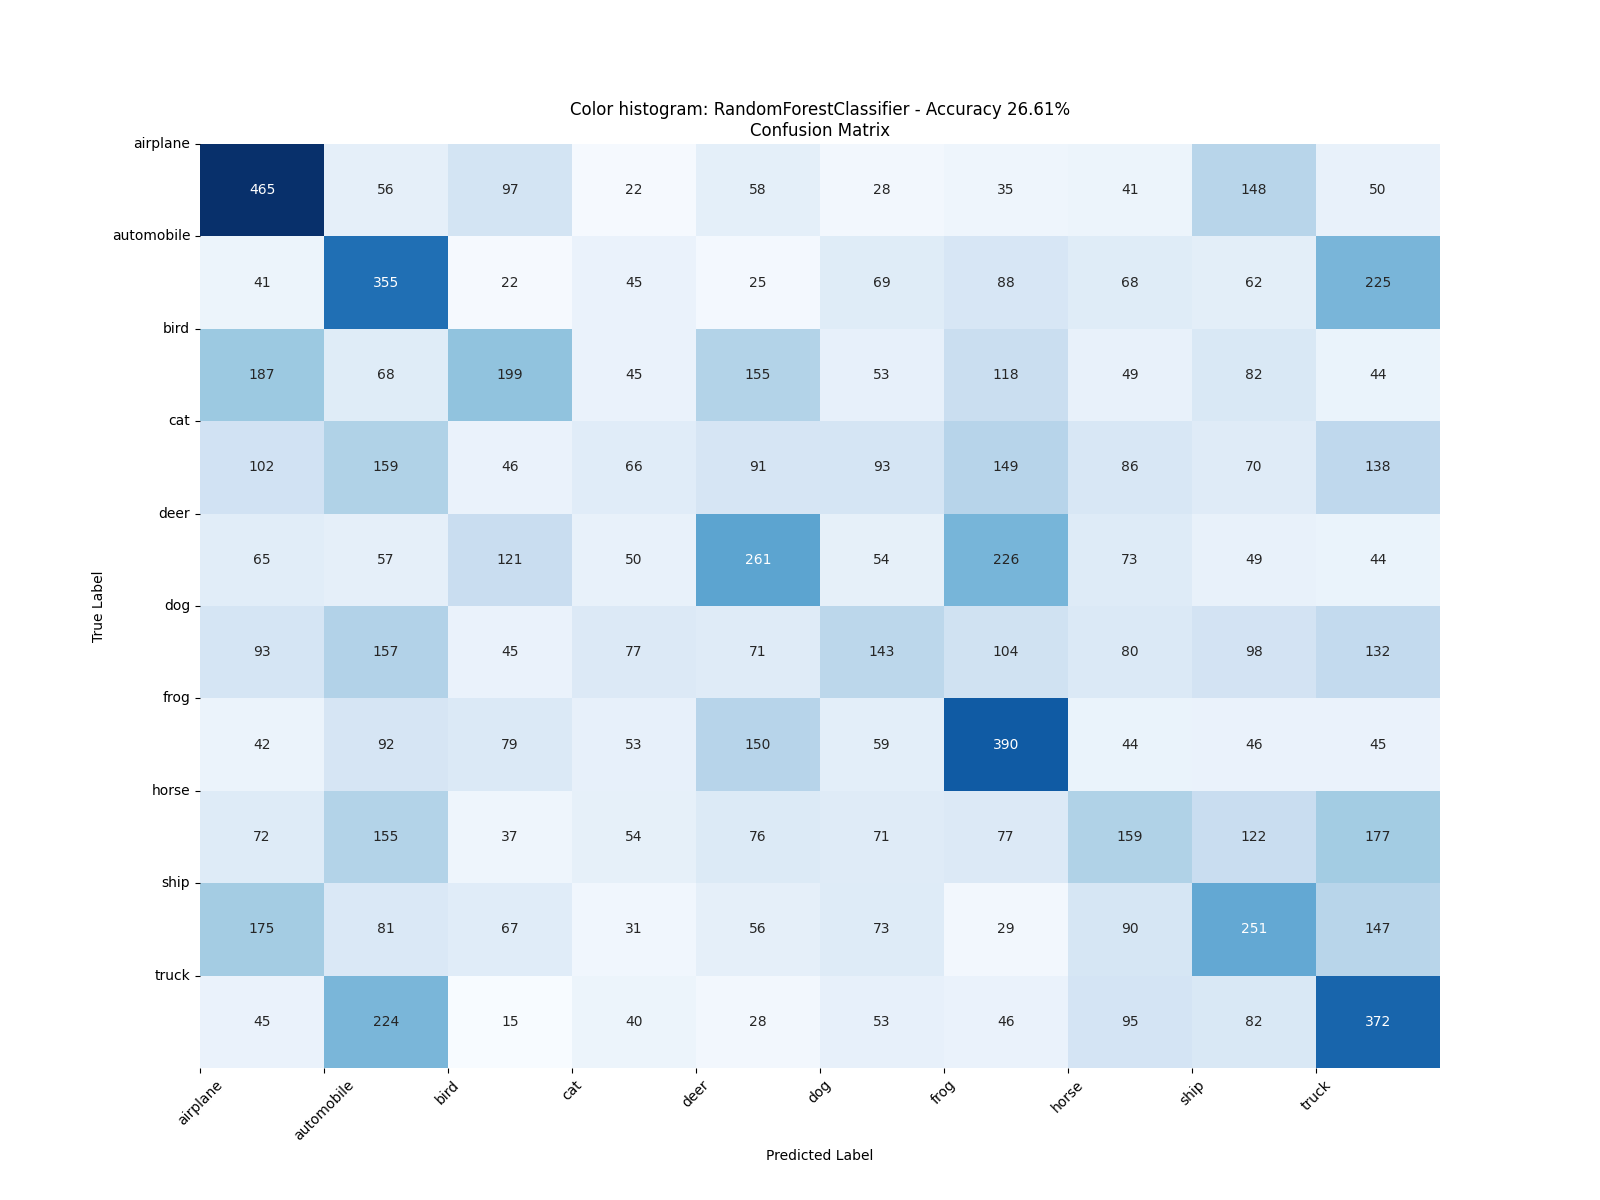 Color histogram: RandomForestClassifier - Accuracy 26.61%
Confusion Matrix
True Label
airplane
465 56 97 22 58 28 35 41 148 50
automobile
41 355 22 45 25 69 88 68 62 225
bird
187 68 199 45 155 53 118 49 82 44
cat
102 159 46 66 91 93 149 86 70 138
deer
65 57 121 50 261 54 226 73 49 44
dog
93 157 45 77 71 143 104 80 98 132
frog
42 92 79 53 150 59 390 44 46 45
horse
72 155 37 54 76 71 77 159 122 177
ship
175 81 67 31 56 73 29 90 251 147
truck
45 224 15 40 28 53 46 95 82 372
airplane automobile bird cat deer dog frog horse ship truck
Predicted Label